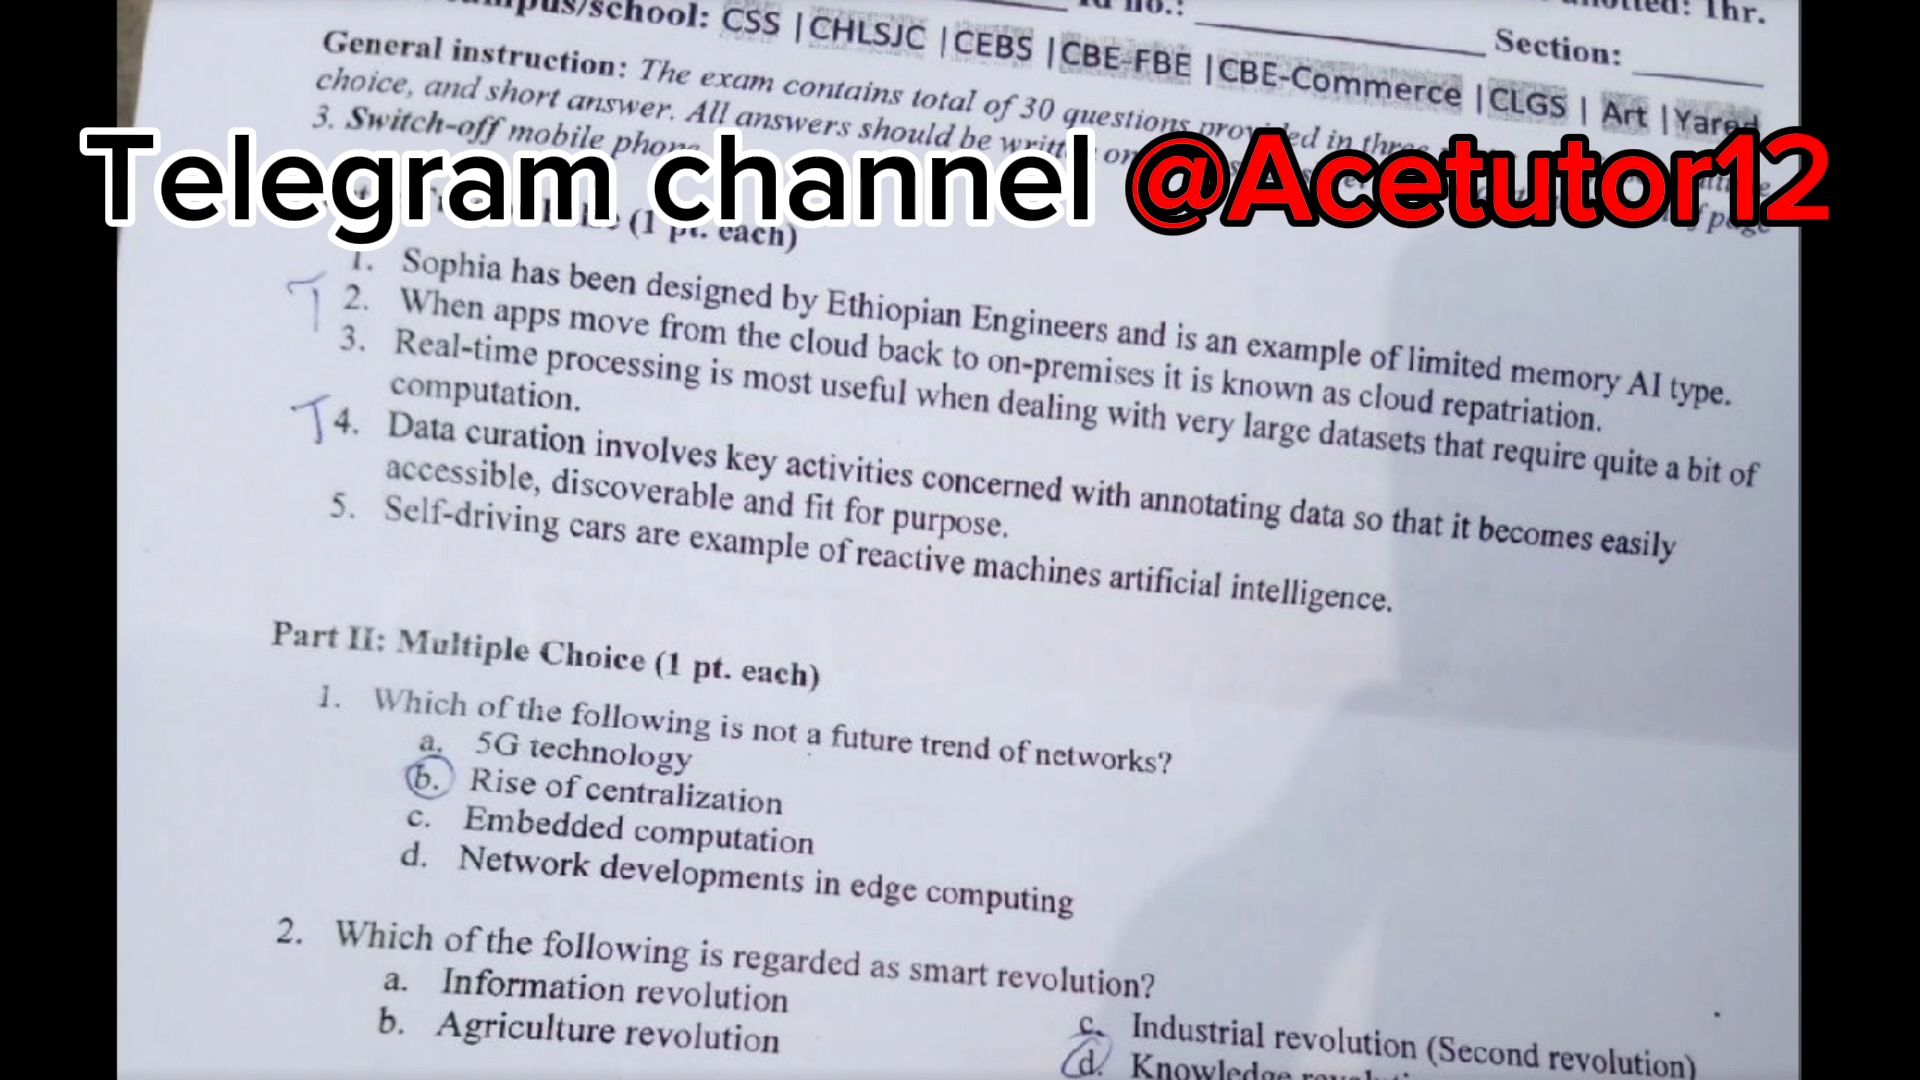 school: CSS |CHLSJC |CEBS |CBE-FBE |CBE-Commerce |CLGS | Art |Yared
1hr.
Section:
General instruction: The exam contains total of 30 questions provided in three
choice, and short answer. All answers should be written on
3. Switch-off mobile phone
Telegram channel @Acetutor12
(1 pt. each)
1. Sophia has been designed by Ethiopian Engineers and is an example of limited memory AI type.
T 2. When apps move from the cloud back to on-premises it is known as cloud repatriation.
3. Real-time processing is most useful when dealing with very large datasets that require quite a bit of
computation.
T 4. Data curation involves key activities concerned with annotating data so that it becomes easily
accessible, discoverable and fit for purpose.
5. Self-driving cars are example of reactive machines artificial intelligence.
Part II: Multiple Choice (1 pt. each)
1. Which of the following is not a future trend of networks?
a. 5G technology
b. Rise of centralization
c. Embedded computation
d. Network developments in edge computing
2. Which of the following is regarded as smart revolution?
a. Information revolution
b. Agriculture revolution
c. Industrial revolution (Second revolution)
d. Knowledge